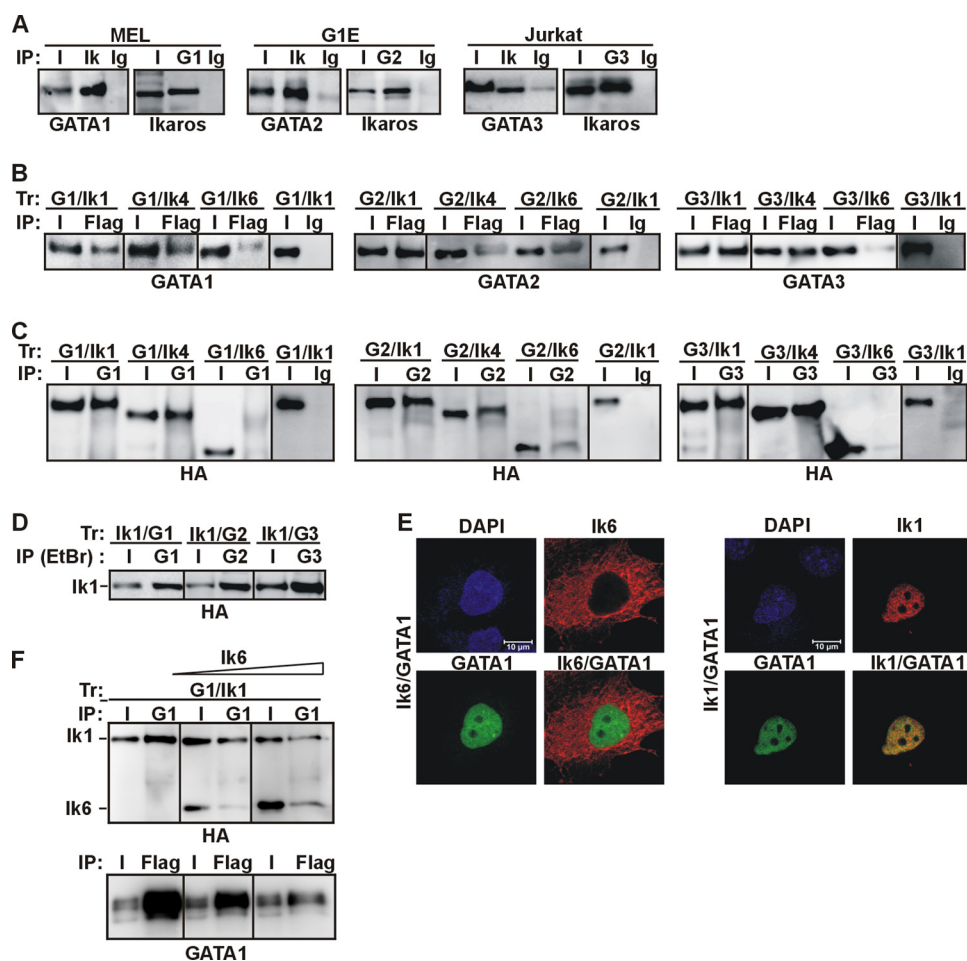 A
MEL G1E Jurkat
IP: I Ik Ig I G1 Ig I Ik Ig I G2 Ig I Ik Ig I G3 Ig
GATA1 Ikaros GATA2 Ikaros GATA3 Ikaros
B
Tr: G1/Ik1 G1/Ik4 G1/Ik6 G1/Ik1 G2/Ik1 G2/Ik4 G2/Ik6 G2/Ik1 G3/Ik1 G3/Ik4 G3/Ik6 G3/Ik1
IP: I Flag I Flag I Flag I Ig I Flag I Flag I Flag I Ig I Flag I Flag I Flag I Ig
GATA1 GATA2 GATA3
C
Tr: G1/Ik1 G1/Ik4 G1/Ik6 G1/Ik1 G2/Ik1 G2/Ik4 G2/Ik6 G2/Ik1 G3/Ik1 G3/Ik4 G3/Ik6 G3/Ik1
IP: I G1 I G1 I G1 I Ig I G2 I G2 I G2 I Ig I G3 I G3 I G3 I Ig
HA HA HA
D
Tr: Ik1/G1 Ik1/G2 Ik1/G3
IP (EtBr) : I G1 I G2 I G3
Ik1–
HA
E
DAPI Ik6
10 µm
GATA1 Ik6/GATA1
Ik6/GATA1
DAPI Ik1
10 µm
GATA1 Ik1/GATA1
Ik1/GATA1
F
Ik6
Tr: G1/Ik1
IP: I G1 I G1 I G1
Ik1 –
Ik6 –
HA
IP: I Flag I Flag I Flag
GATA1